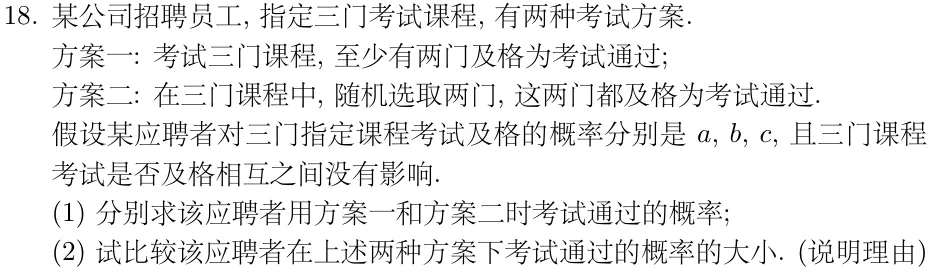 18. 某公司招聘员工, 指定三门考试课程, 有两种考试方案.
方案一: 考试三门课程, 至少有两门及格为考试通过;
方案二: 在三门课程中, 随机选取两门, 这两门都及格为考试通过.
假设某应聘者对三门指定课程考试及格的概率分别是 a, b, c, 且三门课程
考试是否及格相互之间没有影响.
(1) 分别求该应聘者用方案一和方案二时考试通过的概率;
(2) 试比较该应聘者在上述两种方案下考试通过的概率的大小. (说明理由)